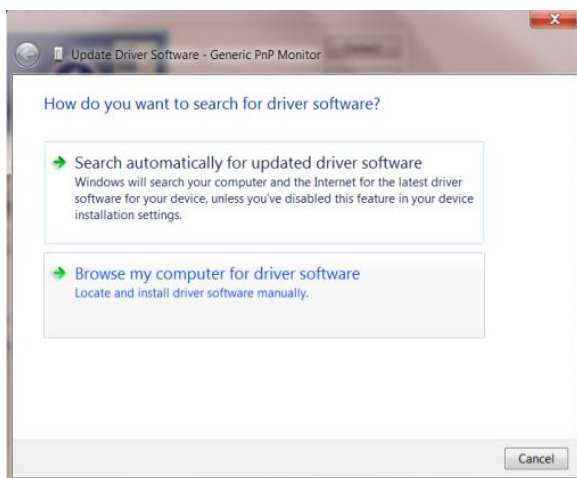 Update Driver Software - Generic PnP Monitor
How do you want to search for driver software?
Search automatically for updated driver software
Windows will search your computer and the Internet for the latest driver
software for your device, unless you've disabled this feature in your device
installation settings.
Browse my computer for driver software
Locate and install driver software manually.
Cancel